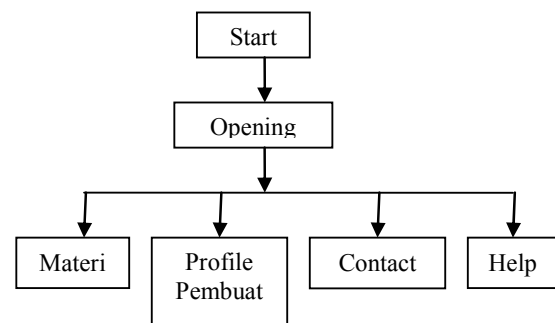 Start
Opening
Materi
Profile
Pembuat
Contact
Help